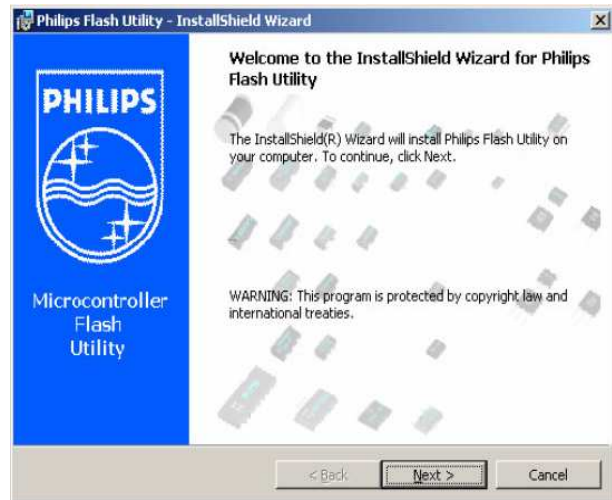 Philips Flash Utility - InstallShield Wizard
PHILIPS
Microcontroller
Flash
Utility
Welcome to the InstallShield Wizard for Philips
Flash Utility
The InstallShield(R) Wizard will install Philips Flash Utility on
your computer. To continue, click Next.
WARNING: This program is protected by copyright law and
international treaties.
< Back
Next >
Cancel